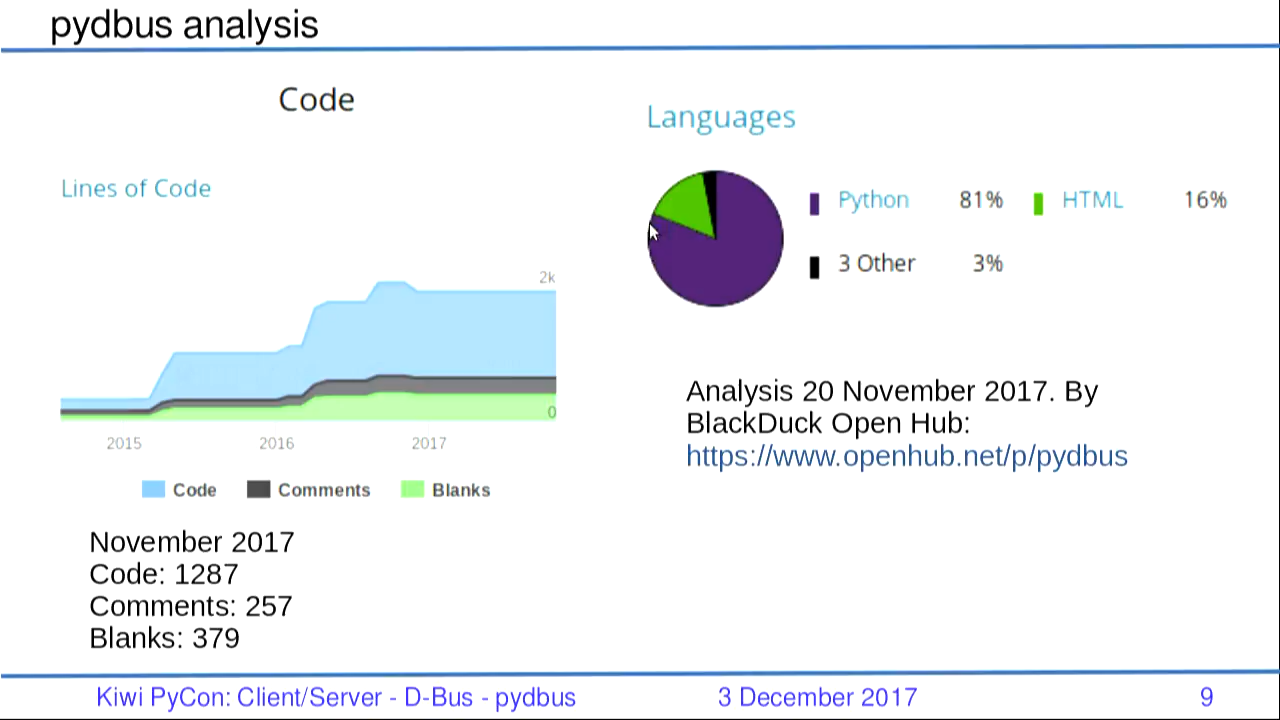 pydbus analysis
Code
Lines of Code
2k
0
2015 2016 2017
Code Comments Blanks
November 2017
Code: 1287
Comments: 257
Blanks: 379
Languages
Python 81% HTML 16%
3 Other 3%
Analysis 20 November 2017. By
BlackDuck Open Hub:
https://www.openhub.net/p/pydbus
Kiwi PyCon: Client/Server - D-Bus - pydbus 3 December 2017 9